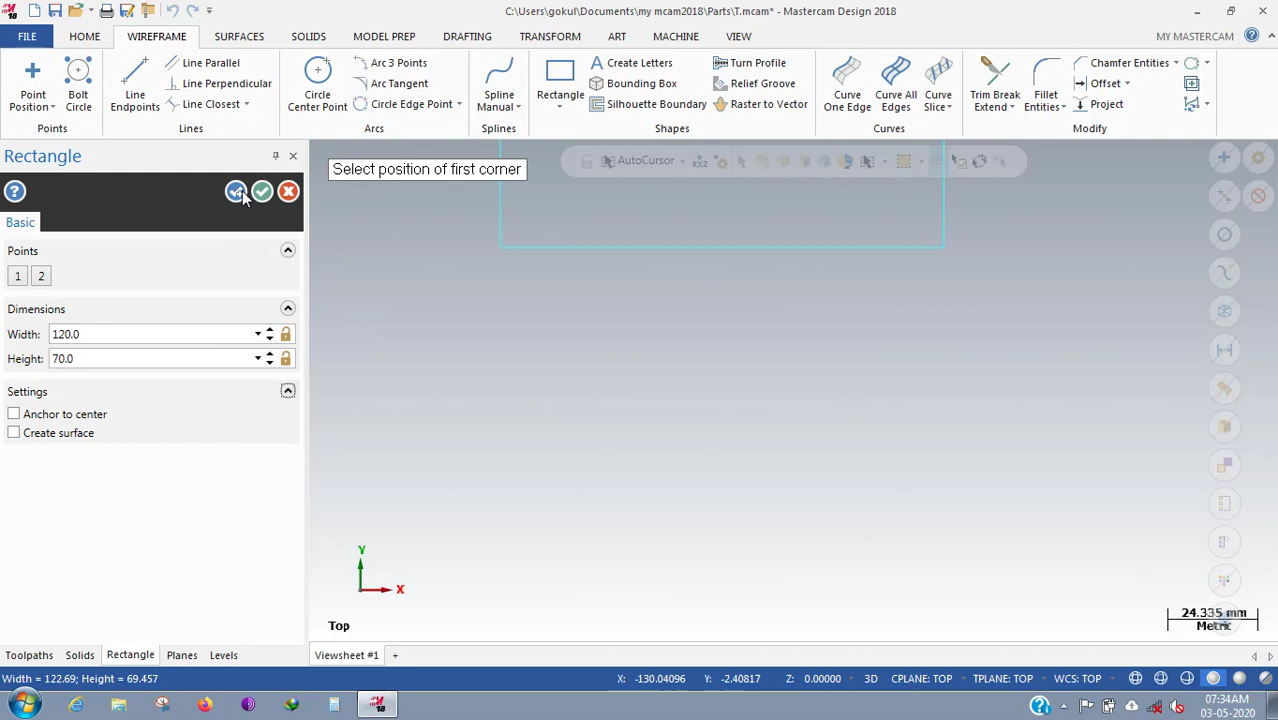 C:\Users\gokul\Documents\my mcam2018\Parts\T.mcam* - Mastercam Design 2018
FILE HOME WIREFRAME SURFACES SOLIDS MODEL PREP DRAFTING TRANSFORM ART MACHINE VIEW MY MASTERCAM
Point Position
Bolt Circle
Points
Line Endpoints
Line Parallel
Line Perpendicular
Line Closest
Lines
Circle Center Point
Arc 3 Points
Arc Tangent
Circle Edge Point
Arcs
Spline Manual
Splines
Rectangle
Create Letters
Bounding Box
Silhouette Boundary
Turn Profile
Relief Groove
Raster to Vector
Shapes
Curve One Edge
Curve All Edges
Curve Slice
Curves
Trim Break Extend
Fillet Entities
Chamfer Entities
Offset
Project
Modify
Rectangle
Basic
Points
1 2
Dimensions
Width: 120.0
Height: 70.0
Settings
Anchor to center
Create surface
Select position of first corner
AutoCursor
XYZ
Y
X
Top
24.335 mm
Metric
Toolpaths Solids Rectangle Planes Levels
Viewsheet #1 +
Width = 122.69; Height = 69.457
X: -130.04096 Y: -2.40817 Z: 0.00000 3D CPLANE: TOP TPLANE: TOP WCS: TOP
07:34AM
03-05-2020